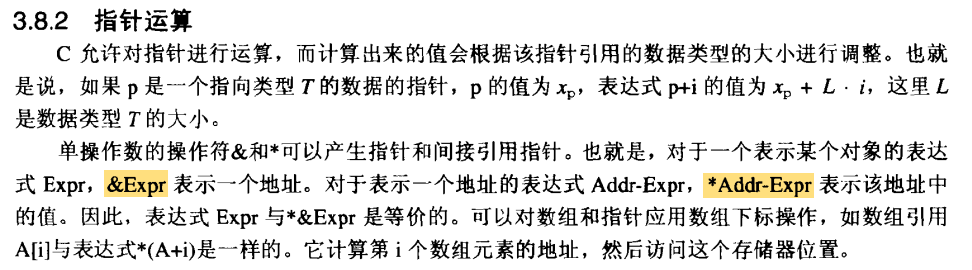 3.8.2 指针运算
C 允许对指针进行运算，而计算出来的值会根据该指针引用的数据类型的大小进行调整。也就
是说，如果 p 是一个指向类型 T 的数据的指针，p 的值为 xp，表达式 p+i 的值为 xp + L · i，这里 L
是数据类型 T 的大小。
单操作数的操作符&和*可以产生指针和间接引用指针。也就是，对于一个表示某个对象的表达
式 Expr，&Expr 表示一个地址。对于表示一个地址的表达式 Addr-Expr，*Addr-Expr 表示该地址中
的值。因此，表达式 Expr 与*&Expr 是等价的。可以对数组和指针应用数组下标操作，如数组引用
A[i]与表达式*(A+i)是一样的。它计算第 i 个数组元素的地址，然后访问这个存储器位置。